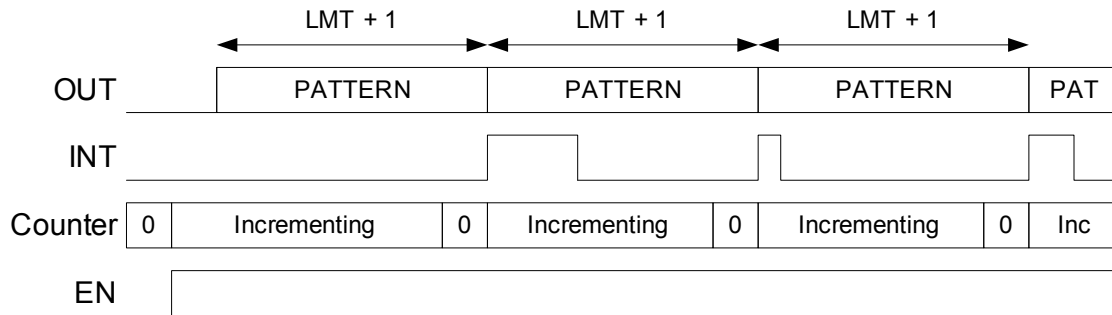 LMT + 1 LMT + 1 LMT + 1
OUT PATTERN PATTERN PATTERN PAT
INT
Counter 0 Incrementing 0 Incrementing 0 Incrementing 0 Inc
EN